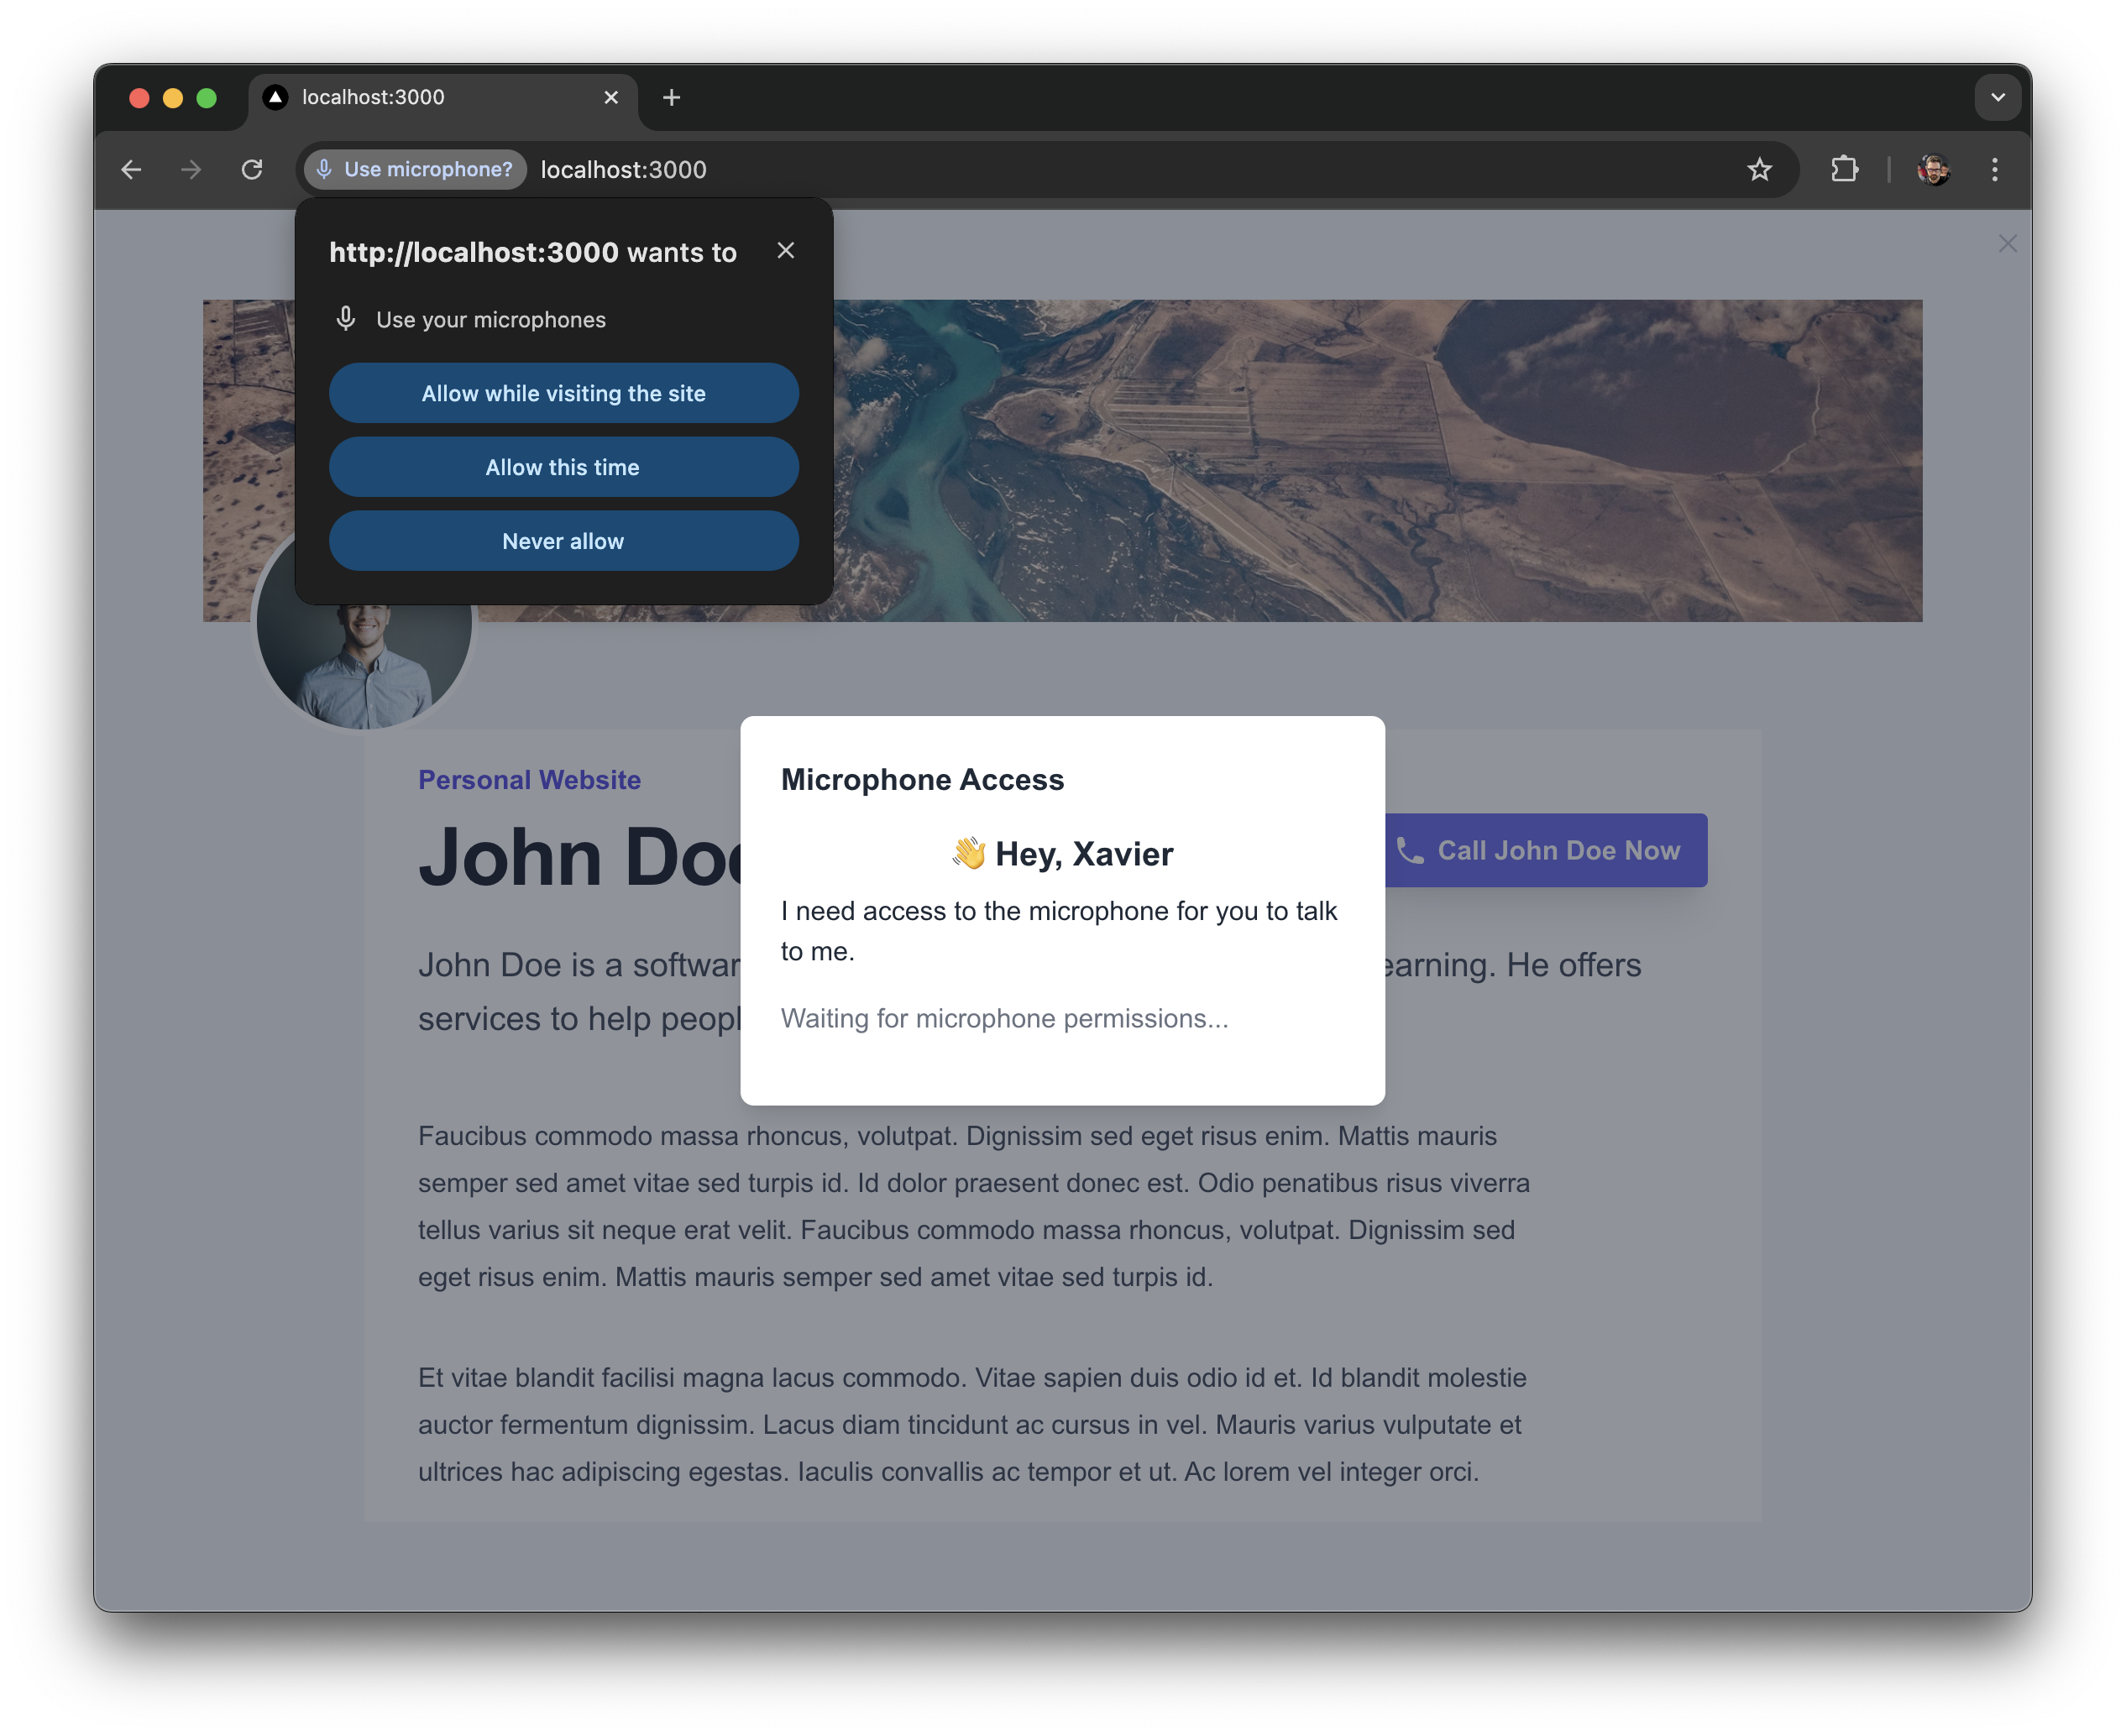 localhost:3000
Use microphone?
localhost:3000
http://localhost:3000 wants to
Use your microphones
Allow while visiting the site
Allow this time
Never allow
Personal Website
John Doe
Call John Doe Now
John Doe is a softwar
earning. He offers
services to help peopl
Microphone Access
👋 Hey, Xavier
I need access to the microphone for you to talk
to me.
Waiting for microphone permissions...
Faucibus commodo massa rhoncus, volutpat. Dignissim sed eget risus enim. Mattis mauris
semper sed amet vitae sed turpis id. Id dolor praesent donec est. Odio penatibus risus viverra
tellus varius sit neque erat velit. Faucibus commodo massa rhoncus, volutpat. Dignissim sed
eget risus enim. Mattis mauris semper sed amet vitae sed turpis id.
Et vitae blandit facilisi magna lacus commodo. Vitae sapien duis odio id et. Id blandit molestie
auctor fermentum dignissim. Lacus diam tincidunt ac cursus in vel. Mauris varius vulputate et
ultrices hac adipiscing egestas. Iaculis convallis ac tempor et ut. Ac lorem vel integer orci.